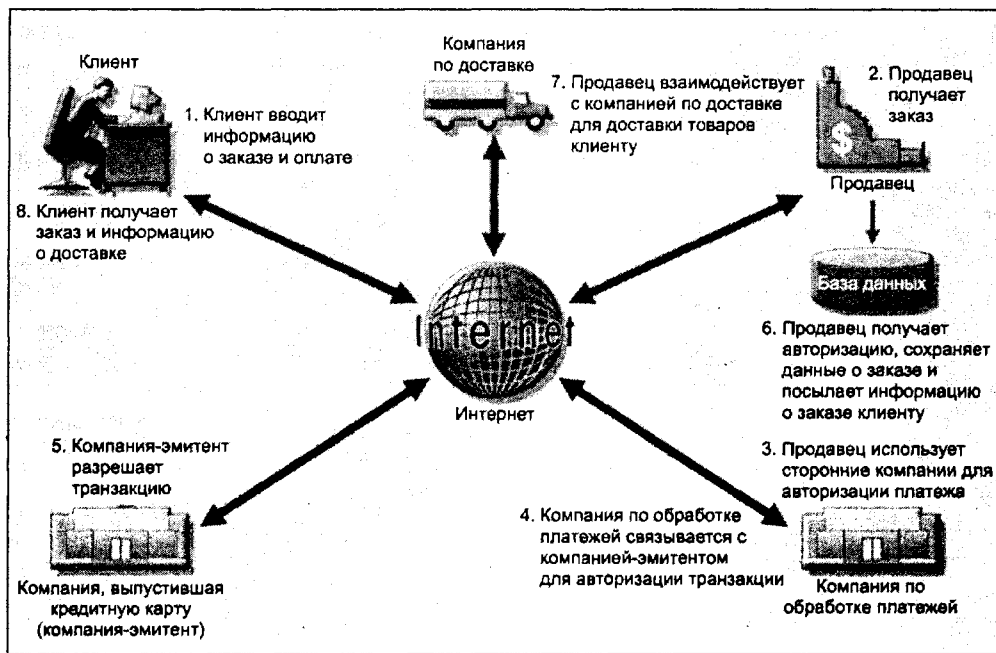 Клиент
1. Клиент вводит
информацию
о заказе и оплате
8. Клиент получает
заказ и информацию
о доставке
Компания
по доставке
7. Продавец взаимодействует
с компанией по доставке
для доставки товаров
клиенту
2. Продавец
получает
заказ
$
Продавец
База данных
6. Продавец получает
авторизацию, сохраняет
данные о заказе и
посылает информацию
о заказе клиенту
Internet
Интернет
5. Компания-эмитент
разрешает
транзакцию
Компания, выпустившая
кредитную карту
(компания-эмитент)
4. Компания по обработке
платежей связывается с
компанией-эмитентом
для авторизации транзакции
3. Продавец использует
сторонние компании для
авторизации платежа
Компания по
обработке платежей